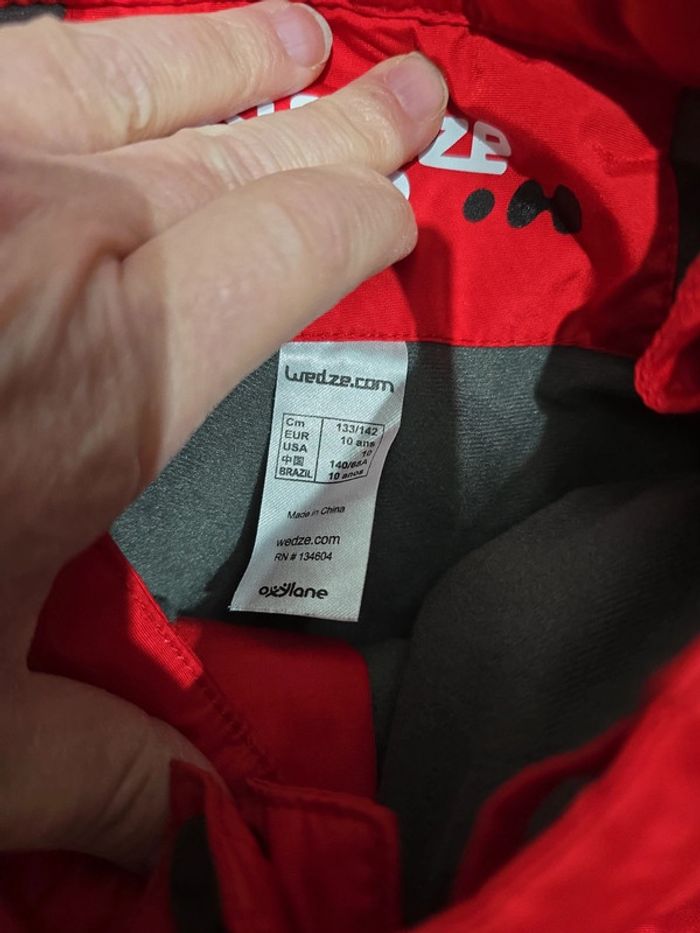 ze
wedze.com
Cm 133/142
EUR 10 ans
USA 10
中国 140/68A
BRAZIL 10 anos
Made in China
wedze.com
RN # 134604
oxylane